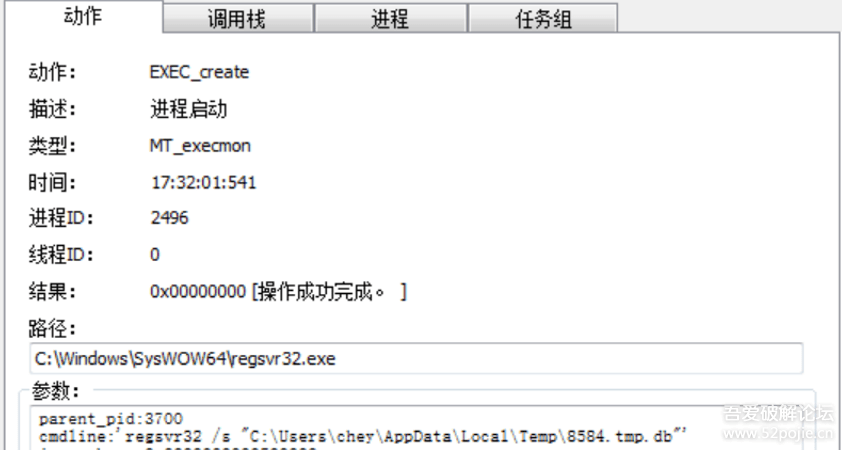 动作 调用栈 进程 任务组
动作： EXEC_create
描述： 进程启动
类型： MT_execmon
时间： 17:32:01:541
进程ID： 2496
线程ID： 0
结果： 0x00000000 [操作成功完成。 ]
路径：
C:\Windows\SysWOW64\regsvr32.exe
参数：
parent_pid:3700
cmdline:'regsvr32 /s "C:\Users\chey\AppData\Local\Temp\8584.tmp.db"'
吾爱破解论坛
www.52pojie.cn